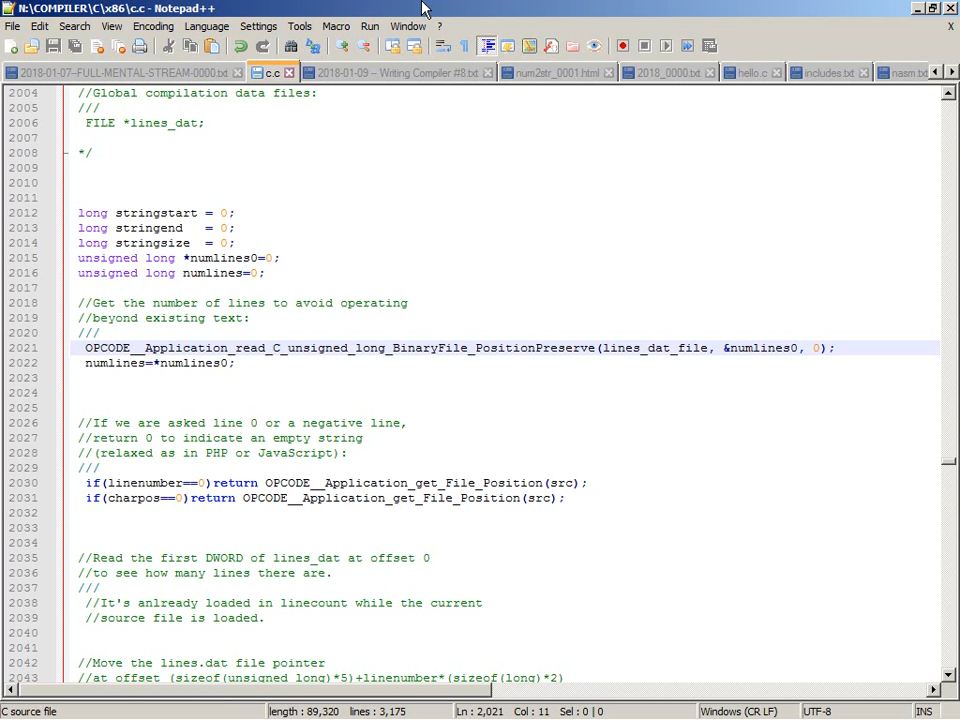 N:\COMPILER\C\x86\c.c - Notepad++
File Edit Search View Encoding Language Settings Tools Macro Run Window ? X
2018-01-07-FULL-MENTAL-STREAM-0000.txt c.c 2018-01-09 – Writing Compiler #8.txt num2str_0001.html 2018_0000.txt hello.c includes.txt nasm.txt
2004 //Global compilation data files:
2005 ///
2006 FILE *lines_dat;
2007
2008 */
2009
2010
2011
2012 long stringstart = 0;
2013 long stringend = 0;
2014 long stringsize = 0;
2015 unsigned long *numlines0=0;
2016 unsigned long numlines=0;
2017
2018 //Get the number of lines to avoid operating
2019 //beyond existing text:
2020 ///
2021 OPCODE__Application_read_C_unsigned_long_BinaryFile_PositionPreserve(lines_dat_file, &numlines0, 0);
2022 numlines=*numlines0;
2023
2024
2025
2026 //If we are asked line 0 or a negative line,
2027 //return 0 to indicate an empty string
2028 //(relaxed as in PHP or JavaScript):
2029 ///
2030 if(linenumber==0)return OPCODE__Application_get_File_Position(src);
2031 if(charpos==0)return OPCODE__Application_get_File_Position(src);
2032
2033
2034
2035 //Read the first DWORD of lines_dat at offset 0
2036 //to see how many lines there are.
2037 ///
2038 //It's anlready loaded in linecount while the current
2039 //source file is loaded.
2040
2041
2042 //Move the lines.dat file pointer
2043 //at offset (sizeof(unsigned long)*5)+linenumber*(sizeof(long)*2)
C source file length : 89,320 lines : 3,175 Ln : 2,021 Col : 11 Sel : 0 | 0 Windows (CR LF) UTF-8 INS